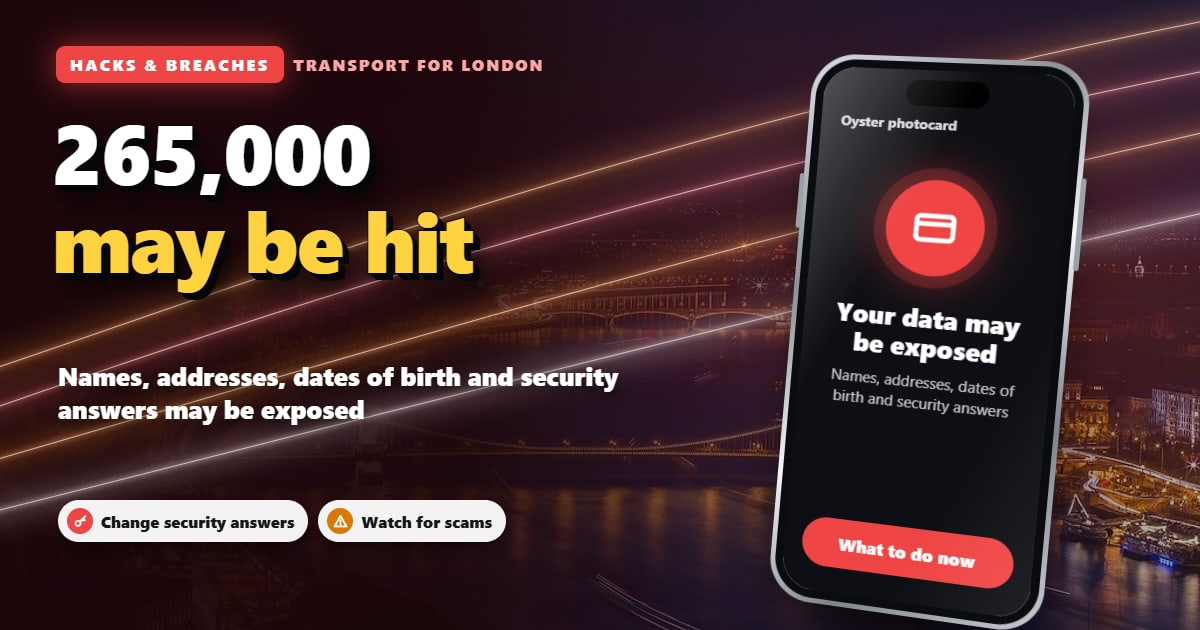 HACKS & BREACHES TRANSPORT FOR LONDON
265,000
may be hit
Names, addresses, dates of birth and security
answers may be exposed
Change security answers
Watch for scams
Oyster photocard
Your data may
be exposed
Names, addresses, dates of
birth and security answers
What to do now